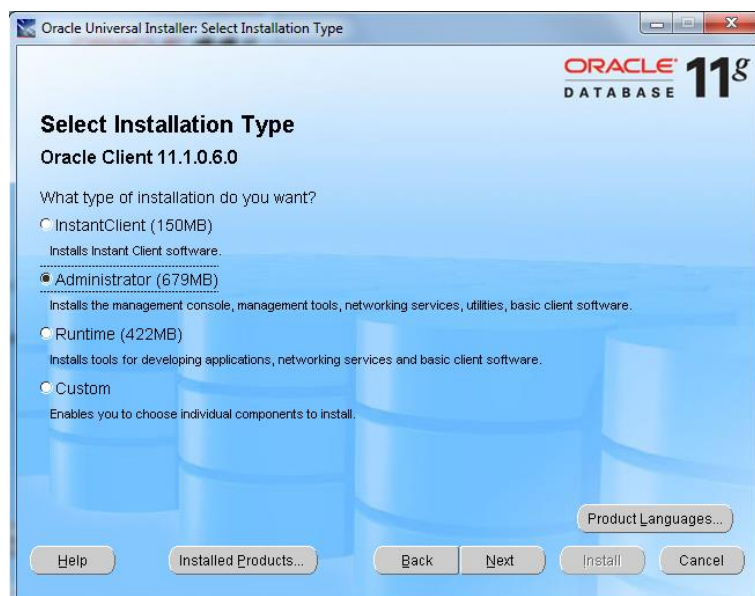 Oracle Universal Installer: Select Installation Type
ORACLE
DATABASE 11g
Select Installation Type
Oracle Client 11.1.0.6.0
What type of installation do you want?
InstantClient (150MB)
Installs Instant Client software.
Administrator (679MB)
Installs the management console, management tools, networking services, utilities, basic client software.
Runtime (422MB)
Installs tools for developing applications, networking services and basic client software.
Custom
Enables you to choose individual components to install.
Product Languages...
Help Installed Products... Back Next Install Cancel